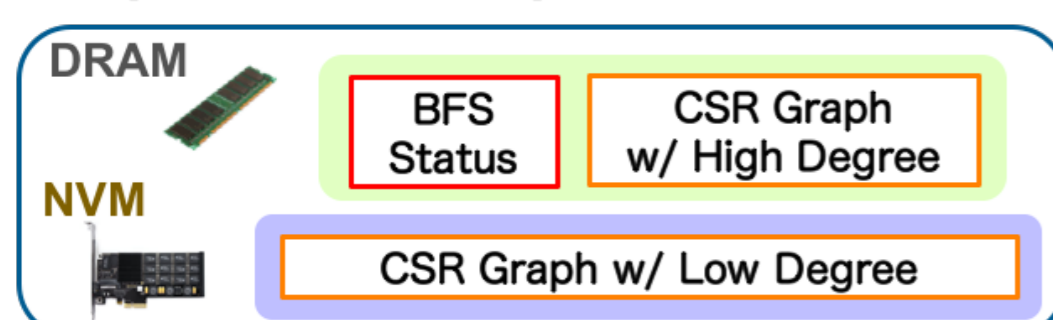 DRAM
BFS
Status
CSR Graph
w/ High Degree
NVM
CSR Graph w/ Low Degree